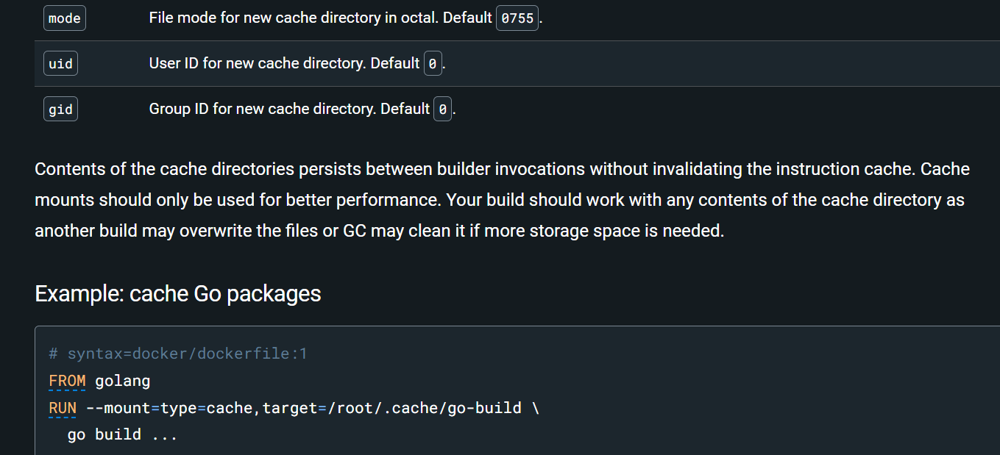 mode File mode for new cache directory in octal. Default 0755.
uid User ID for new cache directory. Default 0.
gid Group ID for new cache directory. Default 0.
Contents of the cache directories persists between builder invocations without invalidating the instruction cache. Cache
mounts should only be used for better performance. Your build should work with any contents of the cache directory as
another build may overwrite the files or GC may clean it if more storage space is needed.
Example: cache Go packages
# syntax=docker/dockerfile:1
FROM golang
RUN --mount=type=cache,target=/root/.cache/go-build \
  go build ...